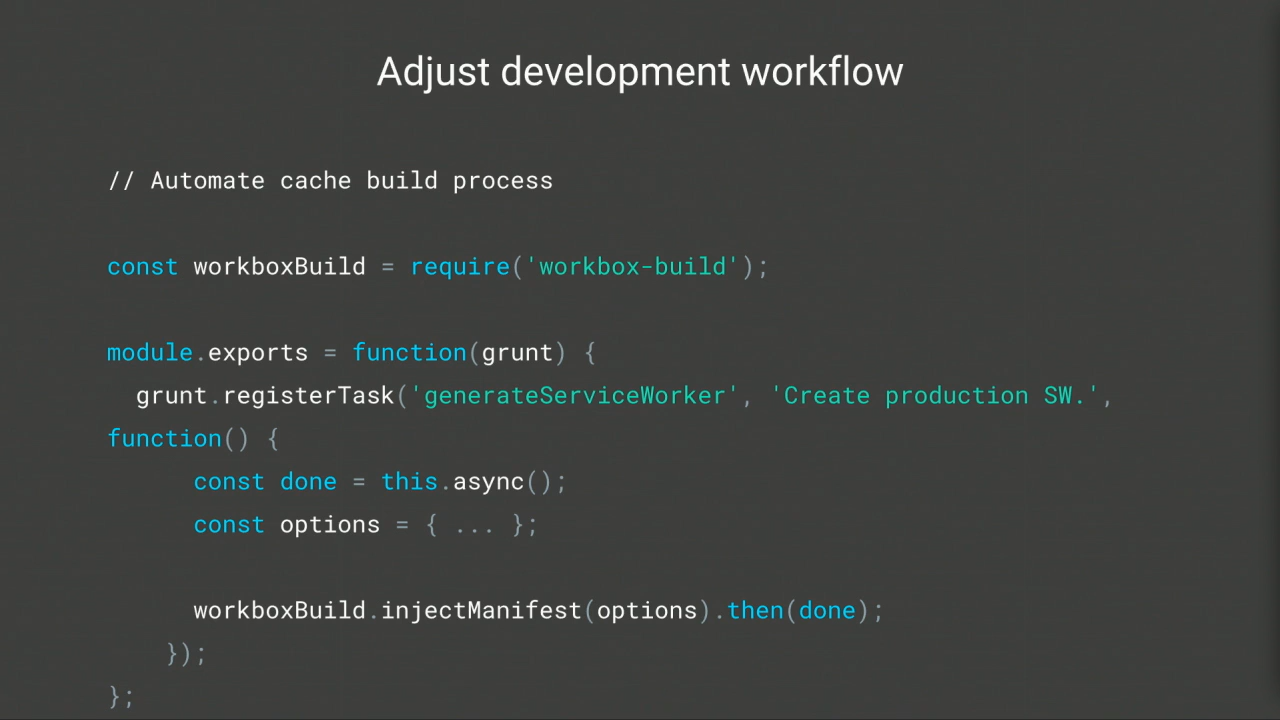 Adjust development workflow
// Automate cache build process
const workboxBuild = require('workbox-build');
module.exports = function(grunt) {
grunt.registerTask('generateServiceWorker', 'Create production SW.',
function() {
const done = this.async();
const options = { ... };
workboxBuild.injectManifest(options).then(done);
});
};